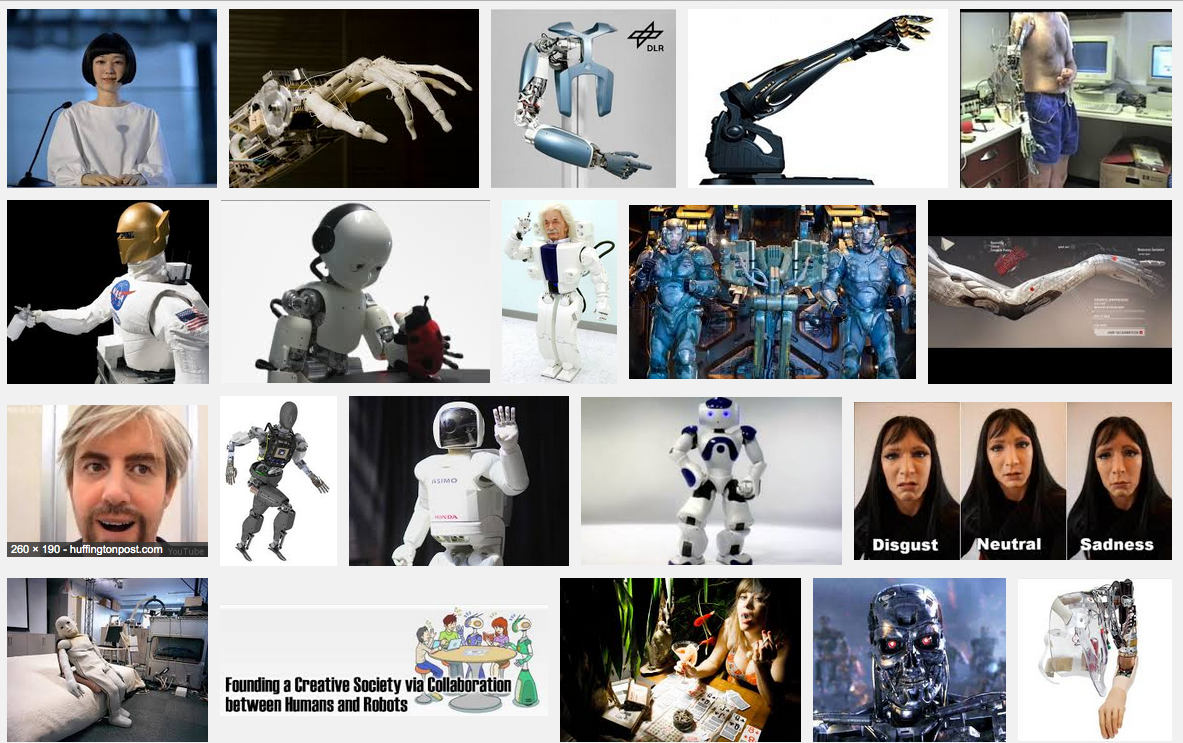 DLR
NASA
260 × 190 - huffingtonpost.com
YouTube
ASIMO
HONDA
Disgust
Neutral
Sadness
Founding a Creative Society via Collaboration
between Humans and Robots